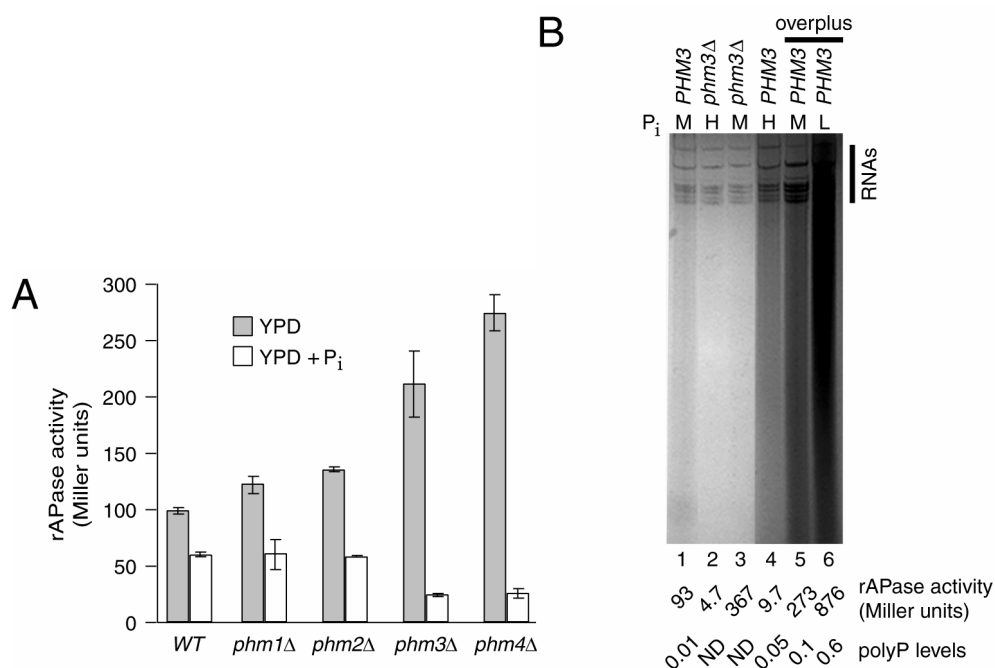 A
300
250
200
150
100
50
0
rAPase activity
(Miller units)
YPD
YPD + Pi
WT phm1Δ phm2Δ phm3Δ phm4Δ
B
overplus
PHM3 phm3Δ phm3Δ PHM3 PHM3 PHM3
Pi M H M H M L
RNAs
1 2 3 4 5 6
93 4.7 367 9.7 273 876 rAPase activity
(Miller units)
0.01 ND ND 0.05 0.1 0.6 polyP levels